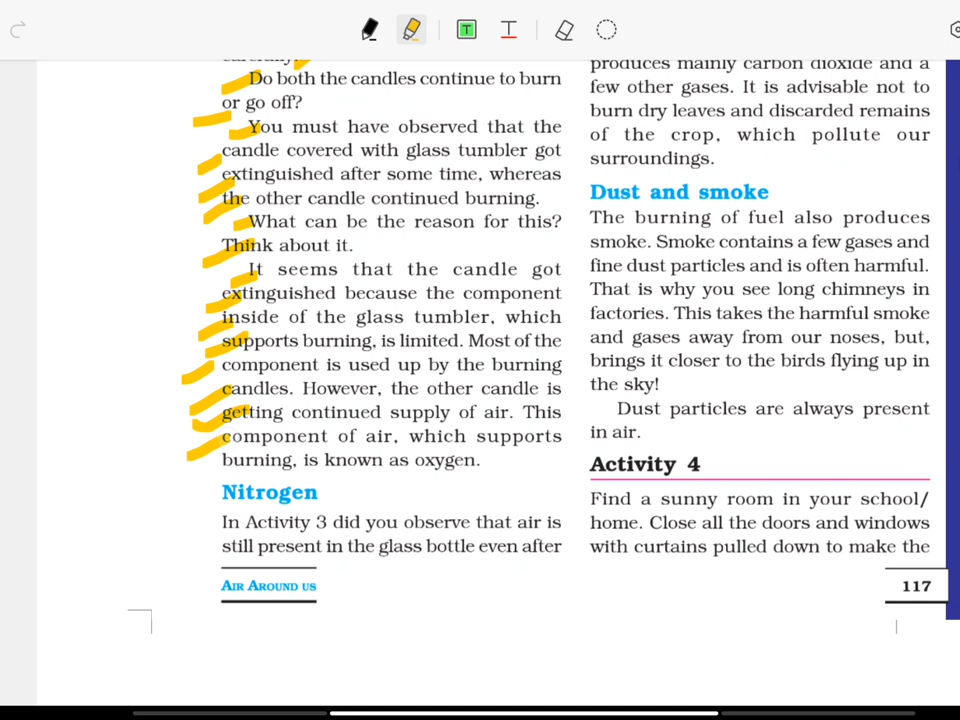 carefully.
Do both the candles continue to burn
or go off?
You must have observed that the
candle covered with glass tumbler got
extinguished after some time, whereas
the other candle continued burning.
What can be the reason for this?
Think about it.
It seems that the candle got
extinguished because the component
inside of the glass tumbler, which
supports burning, is limited. Most of the
component is used up by the burning
candles. However, the other candle is
getting continued supply of air. This
component of air, which supports
burning, is known as oxygen.
Nitrogen
In Activity 3 did you observe that air is
still present in the glass bottle even after
produces mainly carbon dioxide and a
few other gases. It is advisable not to
burn dry leaves and discarded remains
of the crop, which pollute our
surroundings.
Dust and smoke
The burning of fuel also produces
smoke. Smoke contains a few gases and
fine dust particles and is often harmful.
That is why you see long chimneys in
factories. This takes the harmful smoke
and gases away from our noses, but,
brings it closer to the birds flying up in
the sky!
Dust particles are always present
in air.
Activity 4
Find a sunny room in your school/
home. Close all the doors and windows
with curtains pulled down to make the
AIR AROUND US
117